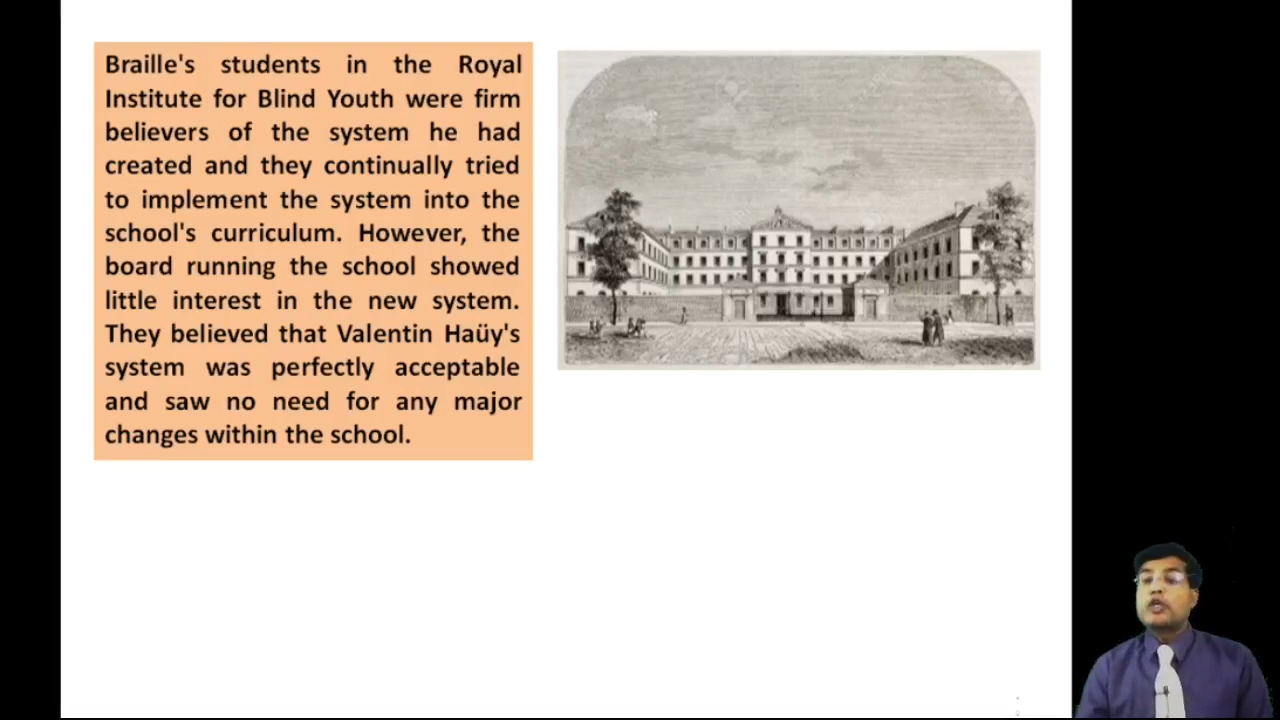 Braille's students in the Royal
Institute for Blind Youth were firm
believers of the system he had
created and they continually tried
to implement the system into the
school's curriculum. However, the
board running the school showed
little interest in the new system.
They believed that Valentin Haüy's
system was perfectly acceptable
and saw no need for any major
changes within the school.